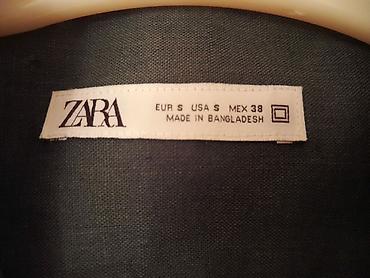 ZARA
EUR S USA S MEX 38
MADE IN BANGLADESH